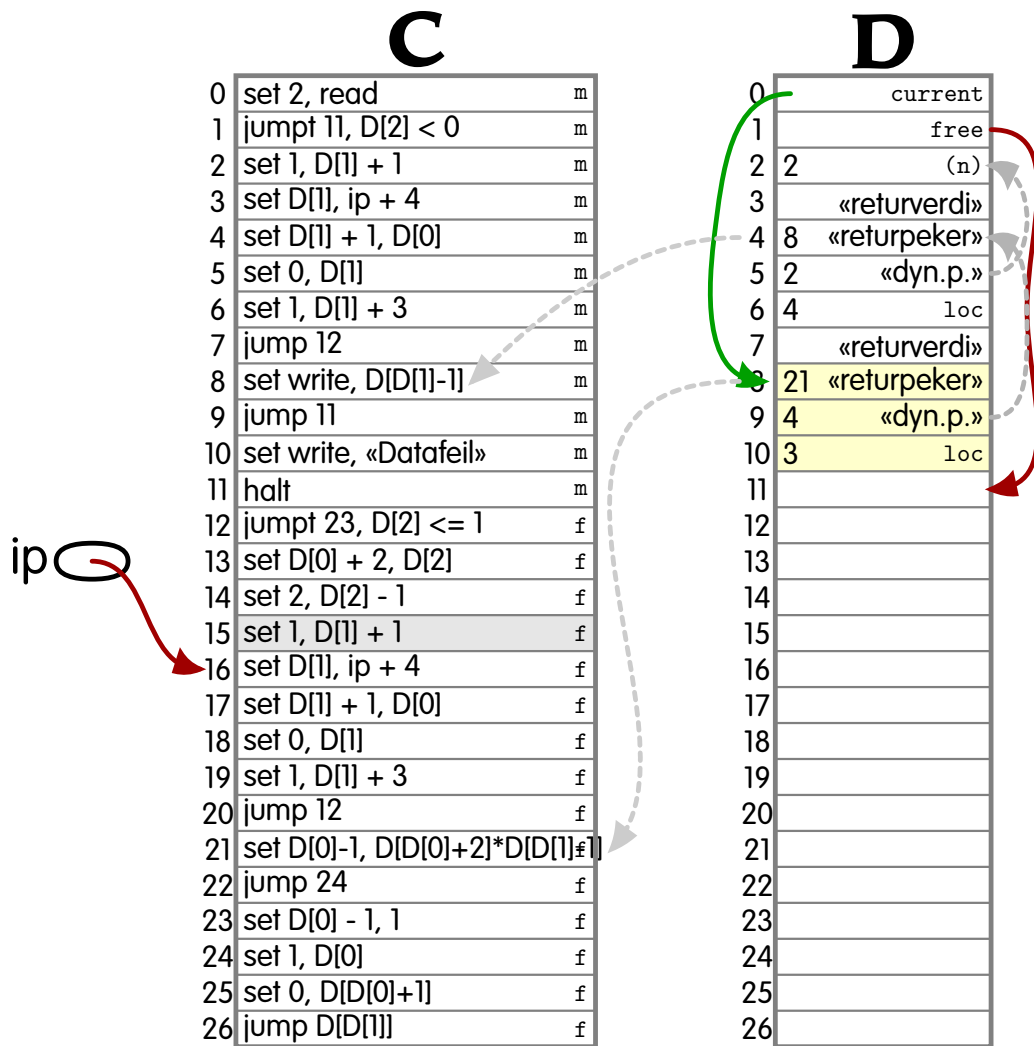 C
0 set 2, read m
1 jumpt 11, D[2] < 0 m
2 set 1, D[1] + 1 m
3 set D[1], ip + 4 m
4 set D[1] + 1, D[0] m
5 set 0, D[1] m
6 set 1, D[1] + 3 m
7 jump 12 m
8 set write, D[D[1]-1] m
9 jump 11 m
10 set write, «Datafeil» m
11 halt m
12 jumpt 23, D[2] <= 1 f
13 set D[0] + 2, D[2] f
14 set 2, D[2] - 1 f
15 set 1, D[1] + 1 f
16 set D[1], ip + 4 f
17 set D[1] + 1, D[0] f
18 set 0, D[1] f
19 set 1, D[1] + 3 f
20 jump 12 f
21 set D[0]-1, D[D[0]+2]*D[D[1]-1] f
22 jump 24 f
23 set D[0] - 1, 1 f
24 set 1, D[0] f
25 set 0, D[D[0]+1] f
26 jump D[D[1]] f
ip
D
0 current
1 free
2 2 (n)
3 «returverdi»
4 8 «returpeker»
5 2 «dyn.p.»
6 4 loc
7 «returverdi»
8 21 «returpeker»
9 4 «dyn.p.»
10 3 loc
11
12
13
14
15
16
17
18
19
20
21
22
23
24
25
26